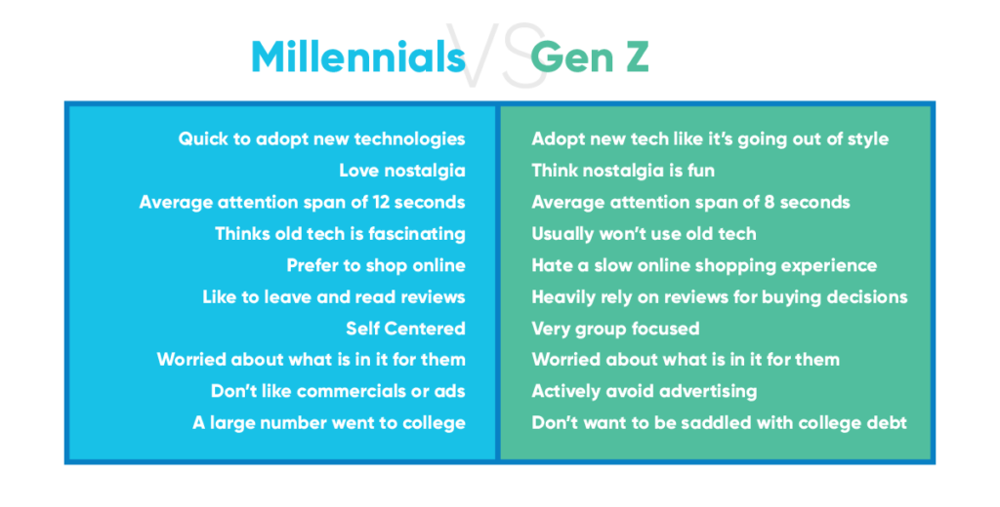 Millennials VS Gen Z
Quick to adopt new technologies
Adopt new tech like it's going out of style
Love nostalgia
Think nostalgia is fun
Average attention span of 12 seconds
Average attention span of 8 seconds
Thinks old tech is fascinating
Usually won't use old tech
Prefer to shop online
Hate a slow online shopping experience
Like to leave and read reviews
Heavily rely on reviews for buying decisions
Self Centered
Very group focused
Worried about what is in it for them
Worried about what is in it for them
Don't like commercials or ads
Actively avoid advertising
A large number went to college
Don't want to be saddled with college debt